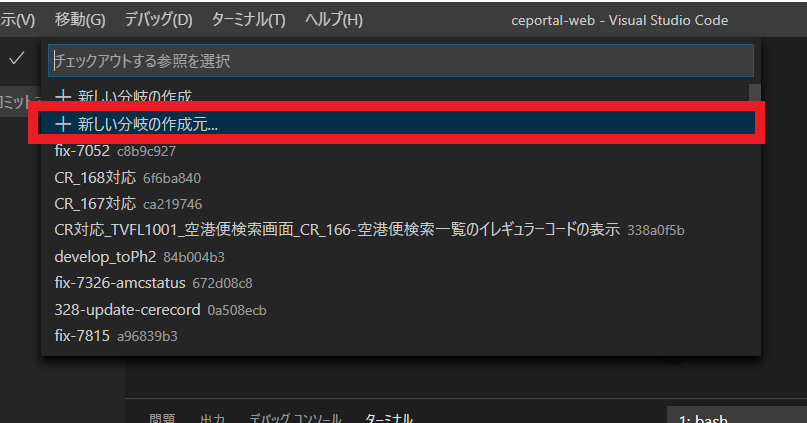 示(V) 移動(G) デバッグ(D) ターミナル(T) ヘルプ(H) ceportal-web - Visual Studio Code
チェックアウトする参照を選択
新しい分岐の作成
コミット
新しい分岐の作成元...
fix-7052 c8b9c927
CR_168対応 6f6ba840
CR_167対応 ca219746
CR対応_TVFL1001_空港便検索画面_CR_166-空港便検索一覧のイレギュラーコードの表示 338a0f5b
develop_toPh2 84b004b3
fix-7326-amcstatus 672d08c8
328-update-cerecord 0a508ecb
fix-7815 a96839b3
問題 出力 デバッグ コンソール ターミナル 1: bash